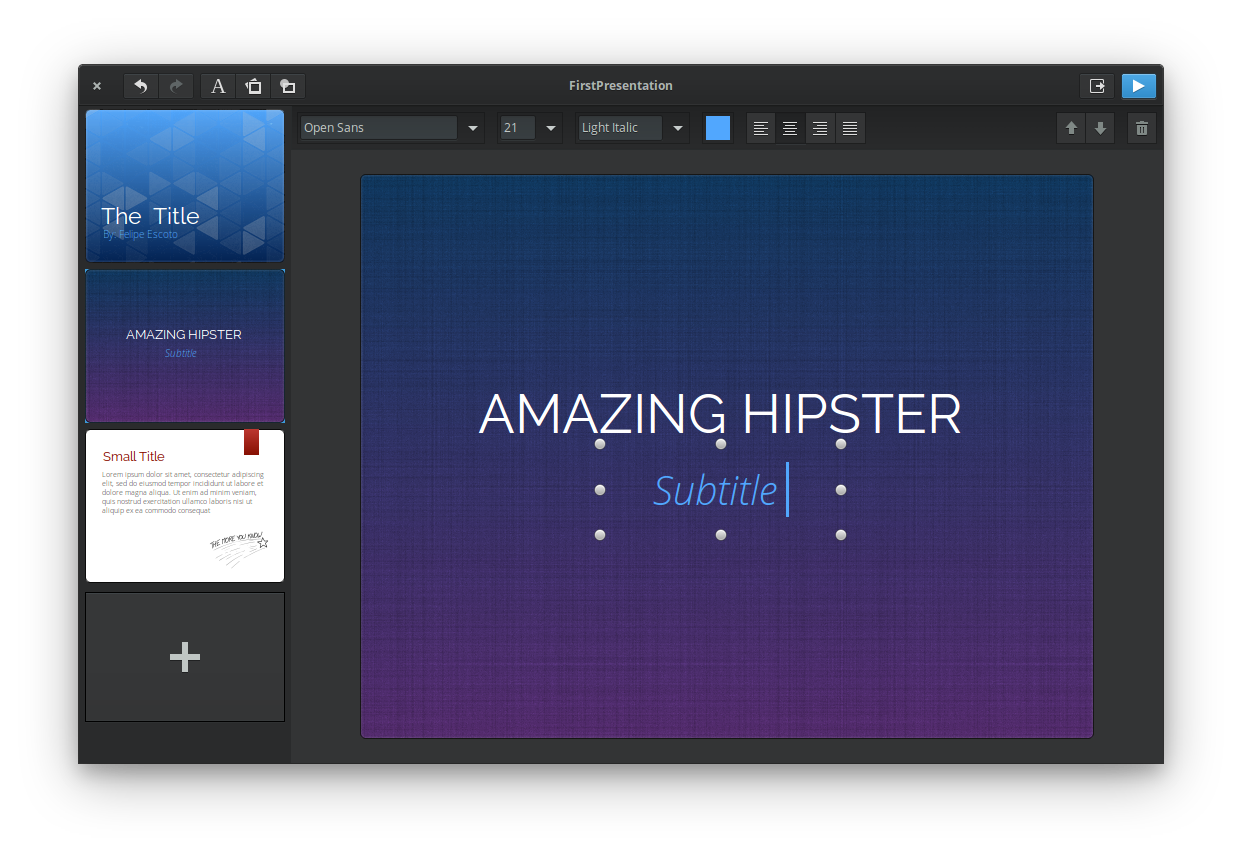 FirstPresentation
A
Open Sans
21
Light Italic
The Title
By: Felipe Escoto
AMAZING HIPSTER
Subtitle
Small Title
Lorem ipsum dolor sit amet, consectetur adipiscing
elit, sed do eiusmod tempor incididunt ut labore et
dolore magna aliqua. Ut enim ad minim veniam,
quis nostrud exercitation ullamco laboris nisi ut
aliquip ex ea commodo consequat
THE MORE YOU KNOW
AMAZING HIPSTER
Subtitle